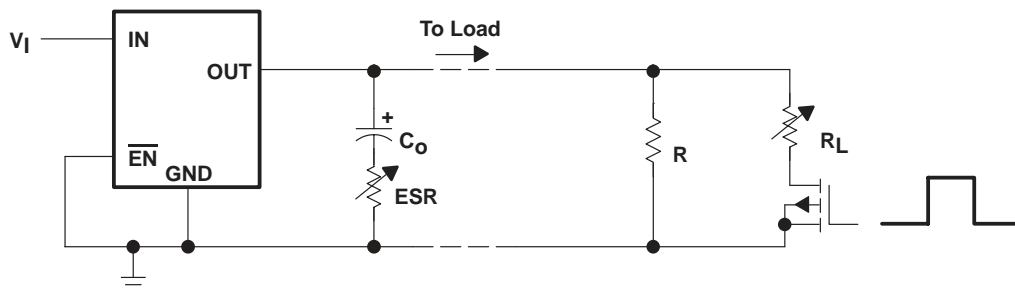 To Load
V_I
IN
OUT
+
C_o
R
R_L
EN
GND
ESR